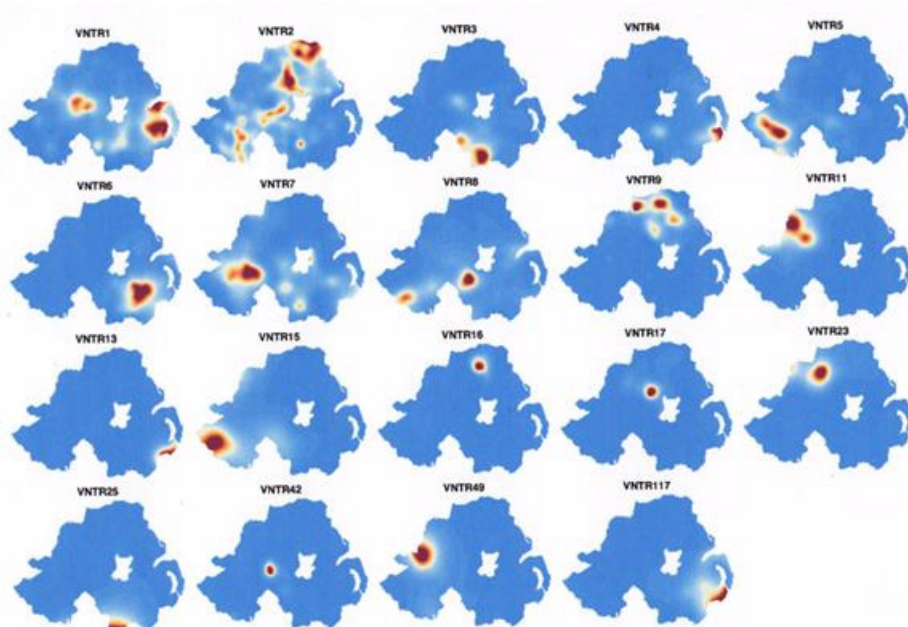 VNTR1
VNTR2
VNTR3
VNTR4
VNTR5
VNTR6
VNTR7
VNTR8
VNTR9
VNTR11
VNTR13
VNTR15
VNTR16
VNTR17
VNTR23
VNTR25
VNTR42
VNTR49
VNTR117